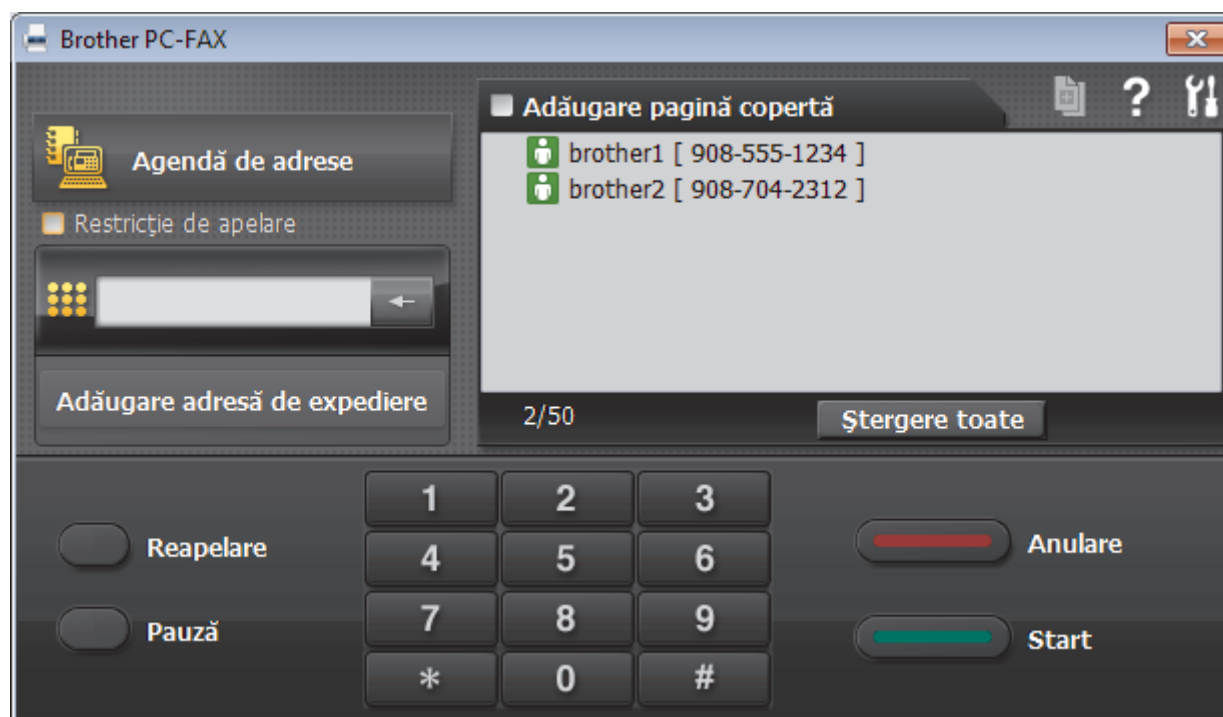 Brother PC-FAX
Agendă de adrese
Restricţie de apelare
Adăugare adresă de expediere
Adăugare pagină copertă
?
brother1 [ 908-555-1234 ]
brother2 [ 908-704-2312 ]
2/50
Ştergere toate
Reapelare
Pauză
1 2 3
4 5 6
7 8 9
* 0 #
Anulare
Start